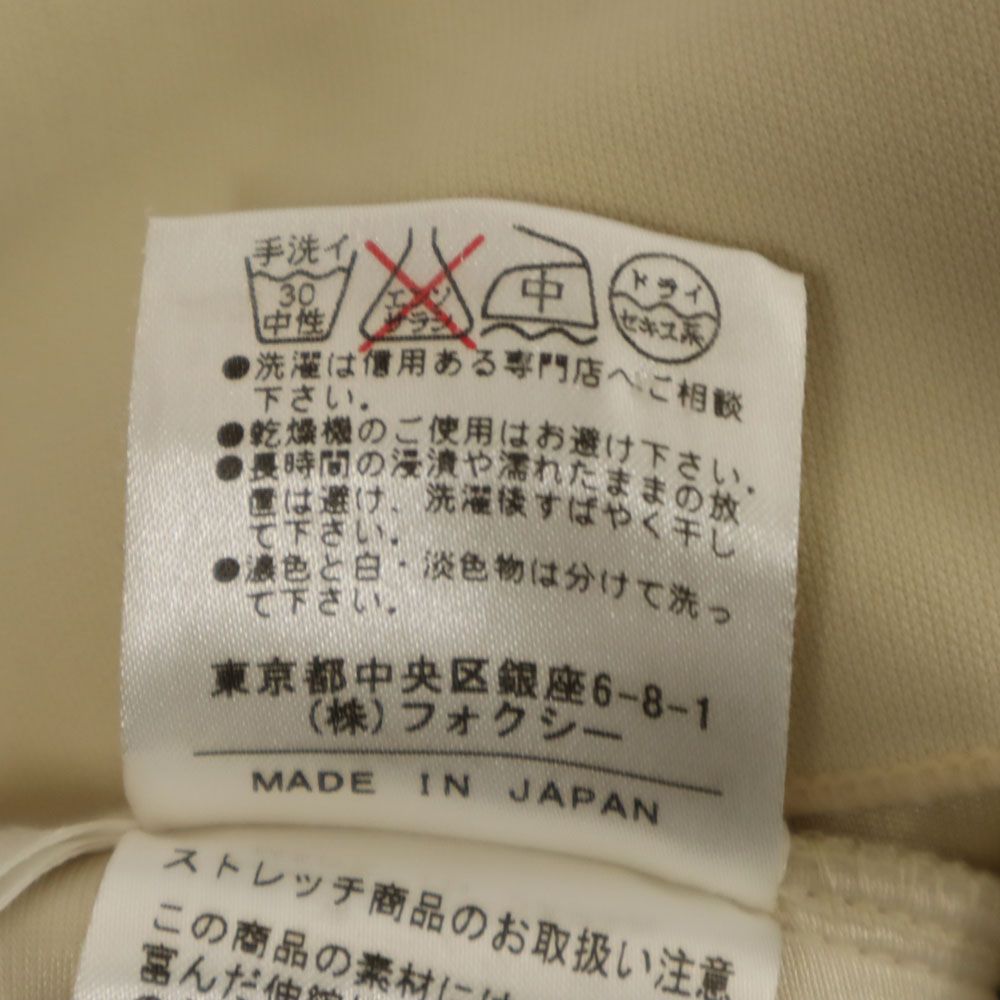 手洗イ
30
中性
エンソ
サラシ
中
ドライ
セキス系
●洗濯は信用ある専門店へご相談
下さい.
●乾燥機のご使用はお避け下さい.
●長時間の浸漬や濡れたままの放
置は避け、洗濯後すばやく干し
て下さい.
●濃色と白・淡色物は分けて洗っ
て下さい.
東京都中央区銀座6-8-1
(株)フォクシー
MADE IN JAPAN
ストレッチ商品のお取扱い注意
この商品の素材には
富んだ伸縮